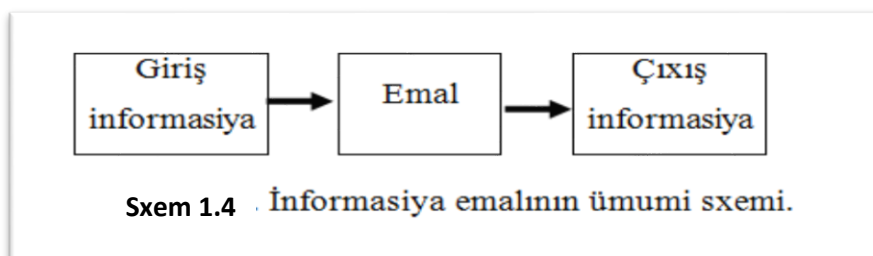 Giriş
informasiya
Emal
Çıxış
informasiya
Sxem 1.4 . İnformasiya emalının ümumi sxemi.